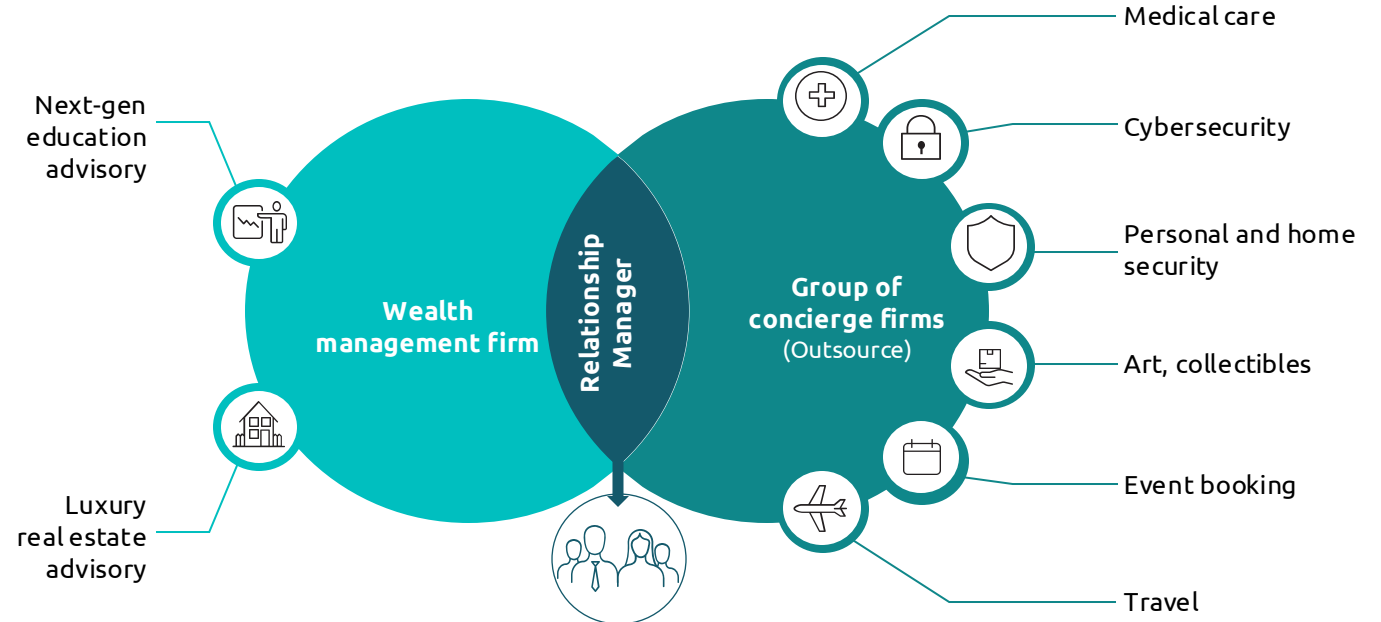 Next-gen
education
advisory
Luxury
real estate
advisory
Wealth
management firm
Relationship
Manager
Group of
concierge firms
(Outsource)
Medical care
Cybersecurity
Personal and home
security
Art, collectibles
Event booking
Travel